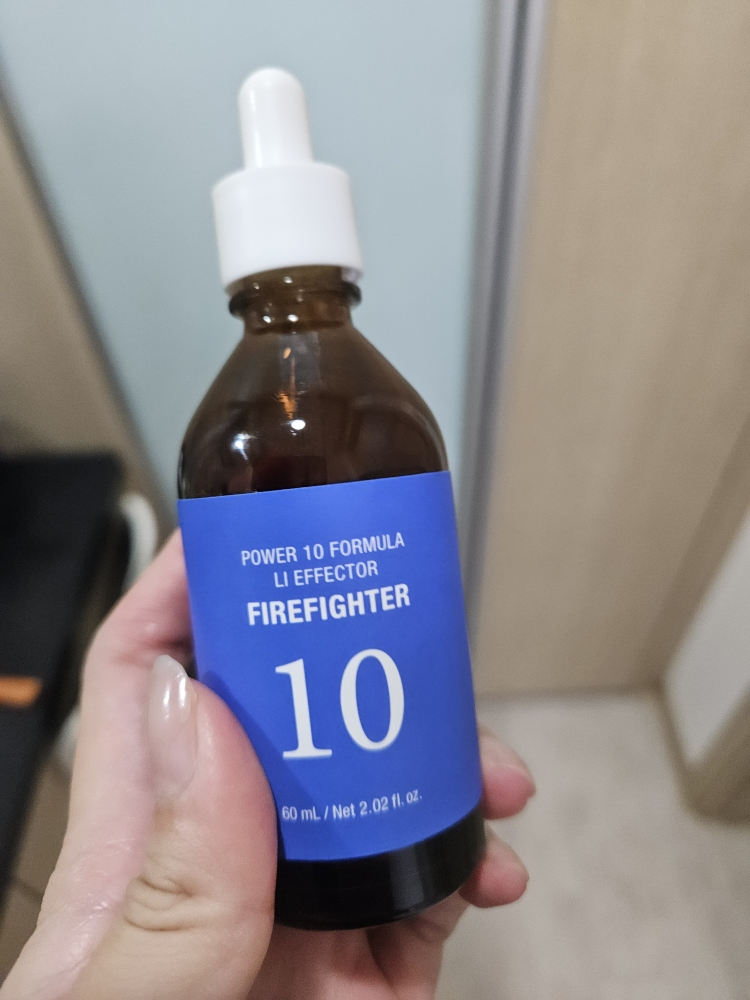 POWER 10 FORMULA
LI EFFECTOR
FIREFIGHTER
10
60 mL / Net 2.02 fl. oz.